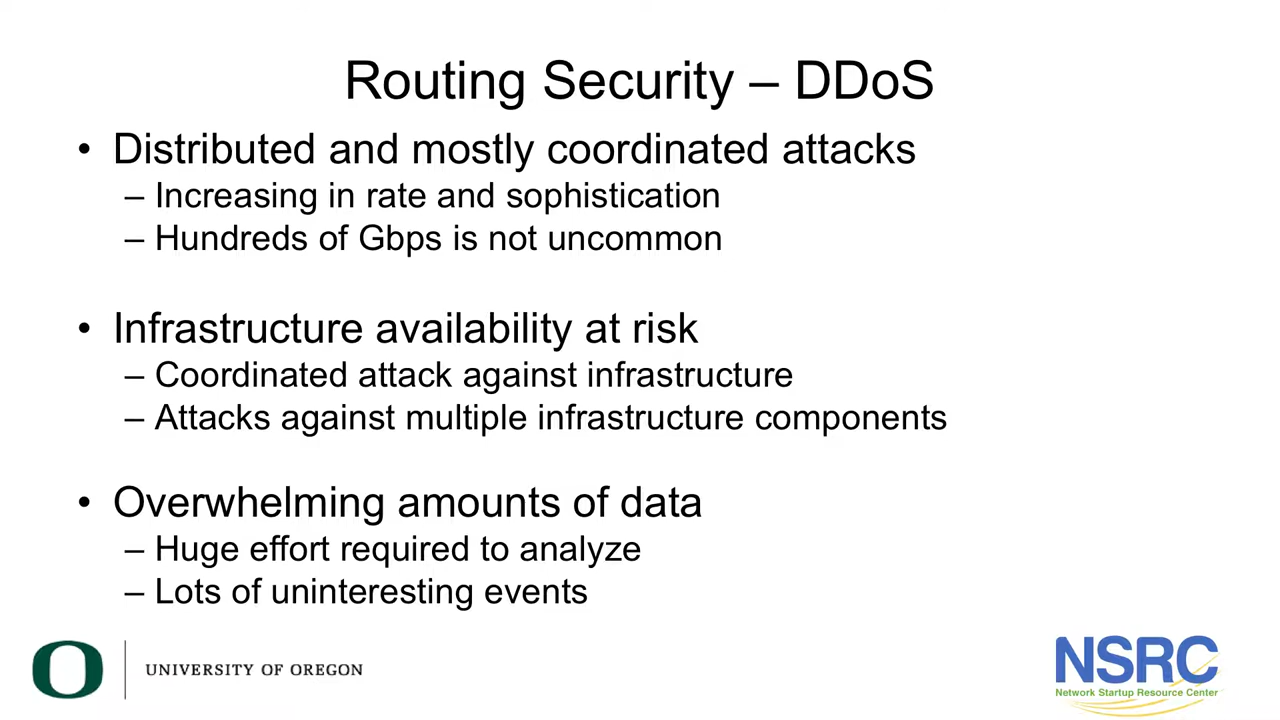 Routing Security – DDoS
• Distributed and mostly coordinated attacks
– Increasing in rate and sophistication
– Hundreds of Gbps is not uncommon
• Infrastructure availability at risk
– Coordinated attack against infrastructure
– Attacks against multiple infrastructure components
• Overwhelming amounts of data
– Huge effort required to analyze
– Lots of uninteresting events
O
UNIVERSITY OF OREGON
NSRC
Network Startup Resource Center